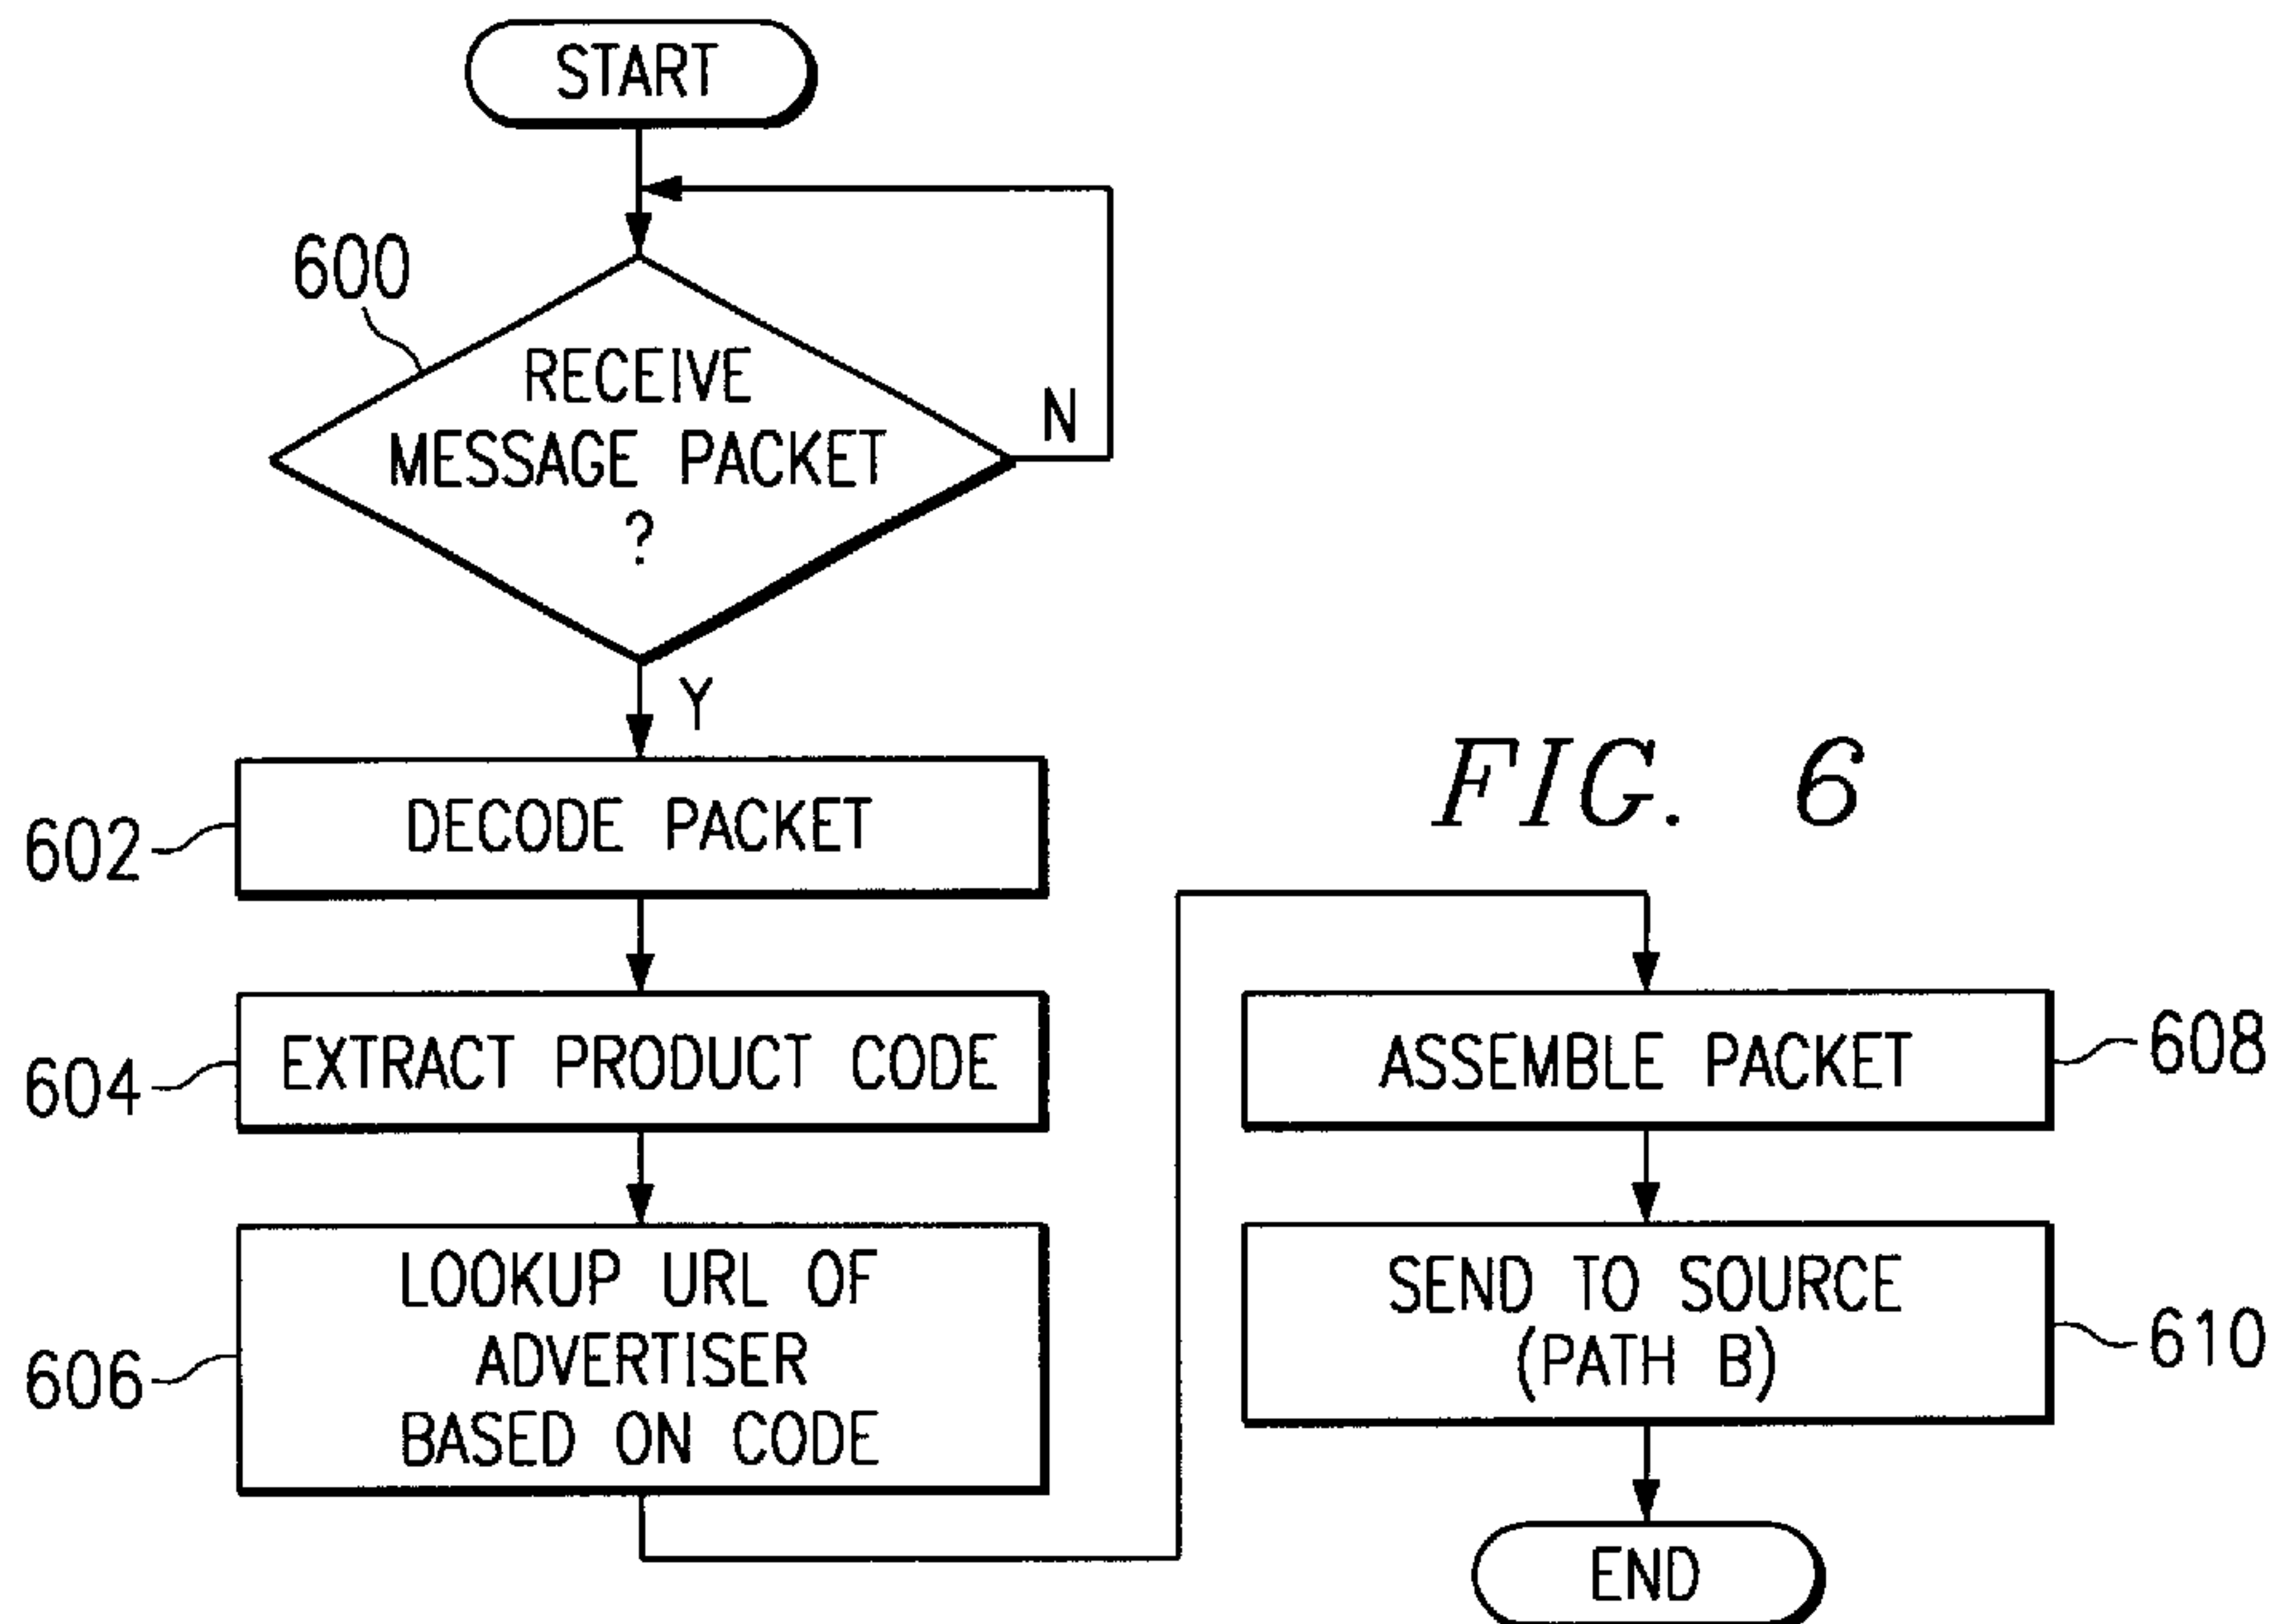 START
600
RECEIVE
MESSAGE PACKET
?
N
Y
FIG. 6
602
DECODE PACKET
604
EXTRACT PRODUCT CODE
606
LOOKUP URL OF
ADVERTISER
BASED ON CODE
ASSEMBLE PACKET
608
SEND TO SOURCE
(PATH B)
610
END